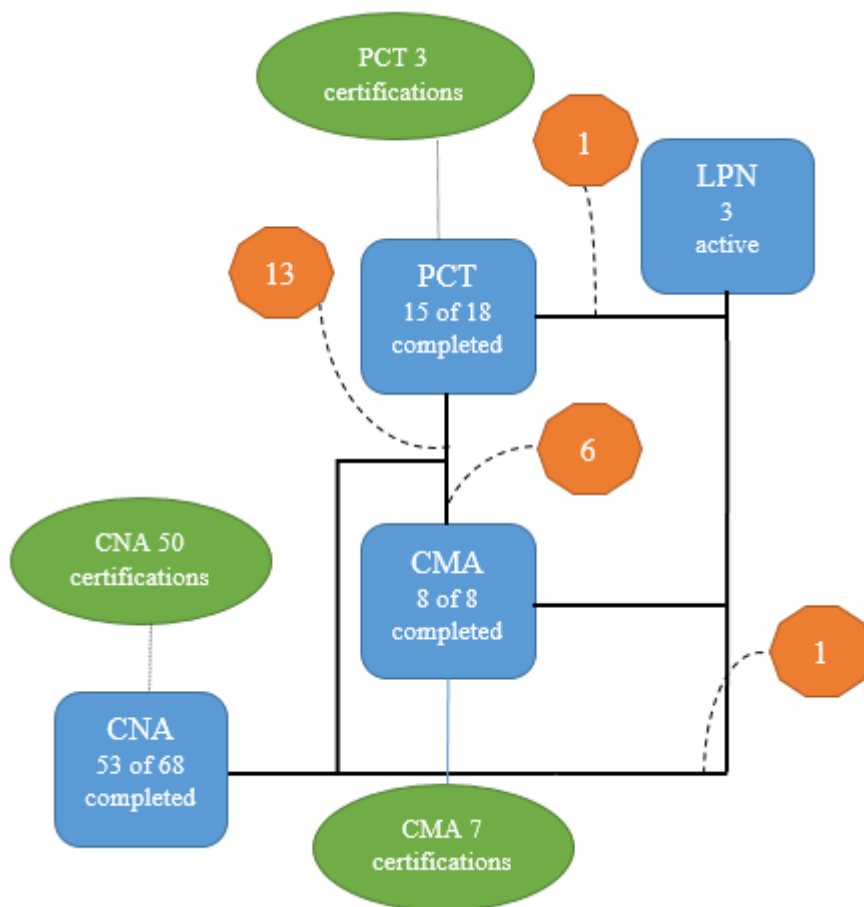 PCT 3
certifications
1
LPN
3
active
13
PCT
15 of 18
completed
6
CNA 50
certifications
CMA
8 of 8
completed
1
CNA
53 of 68
completed
CMA 7
certifications